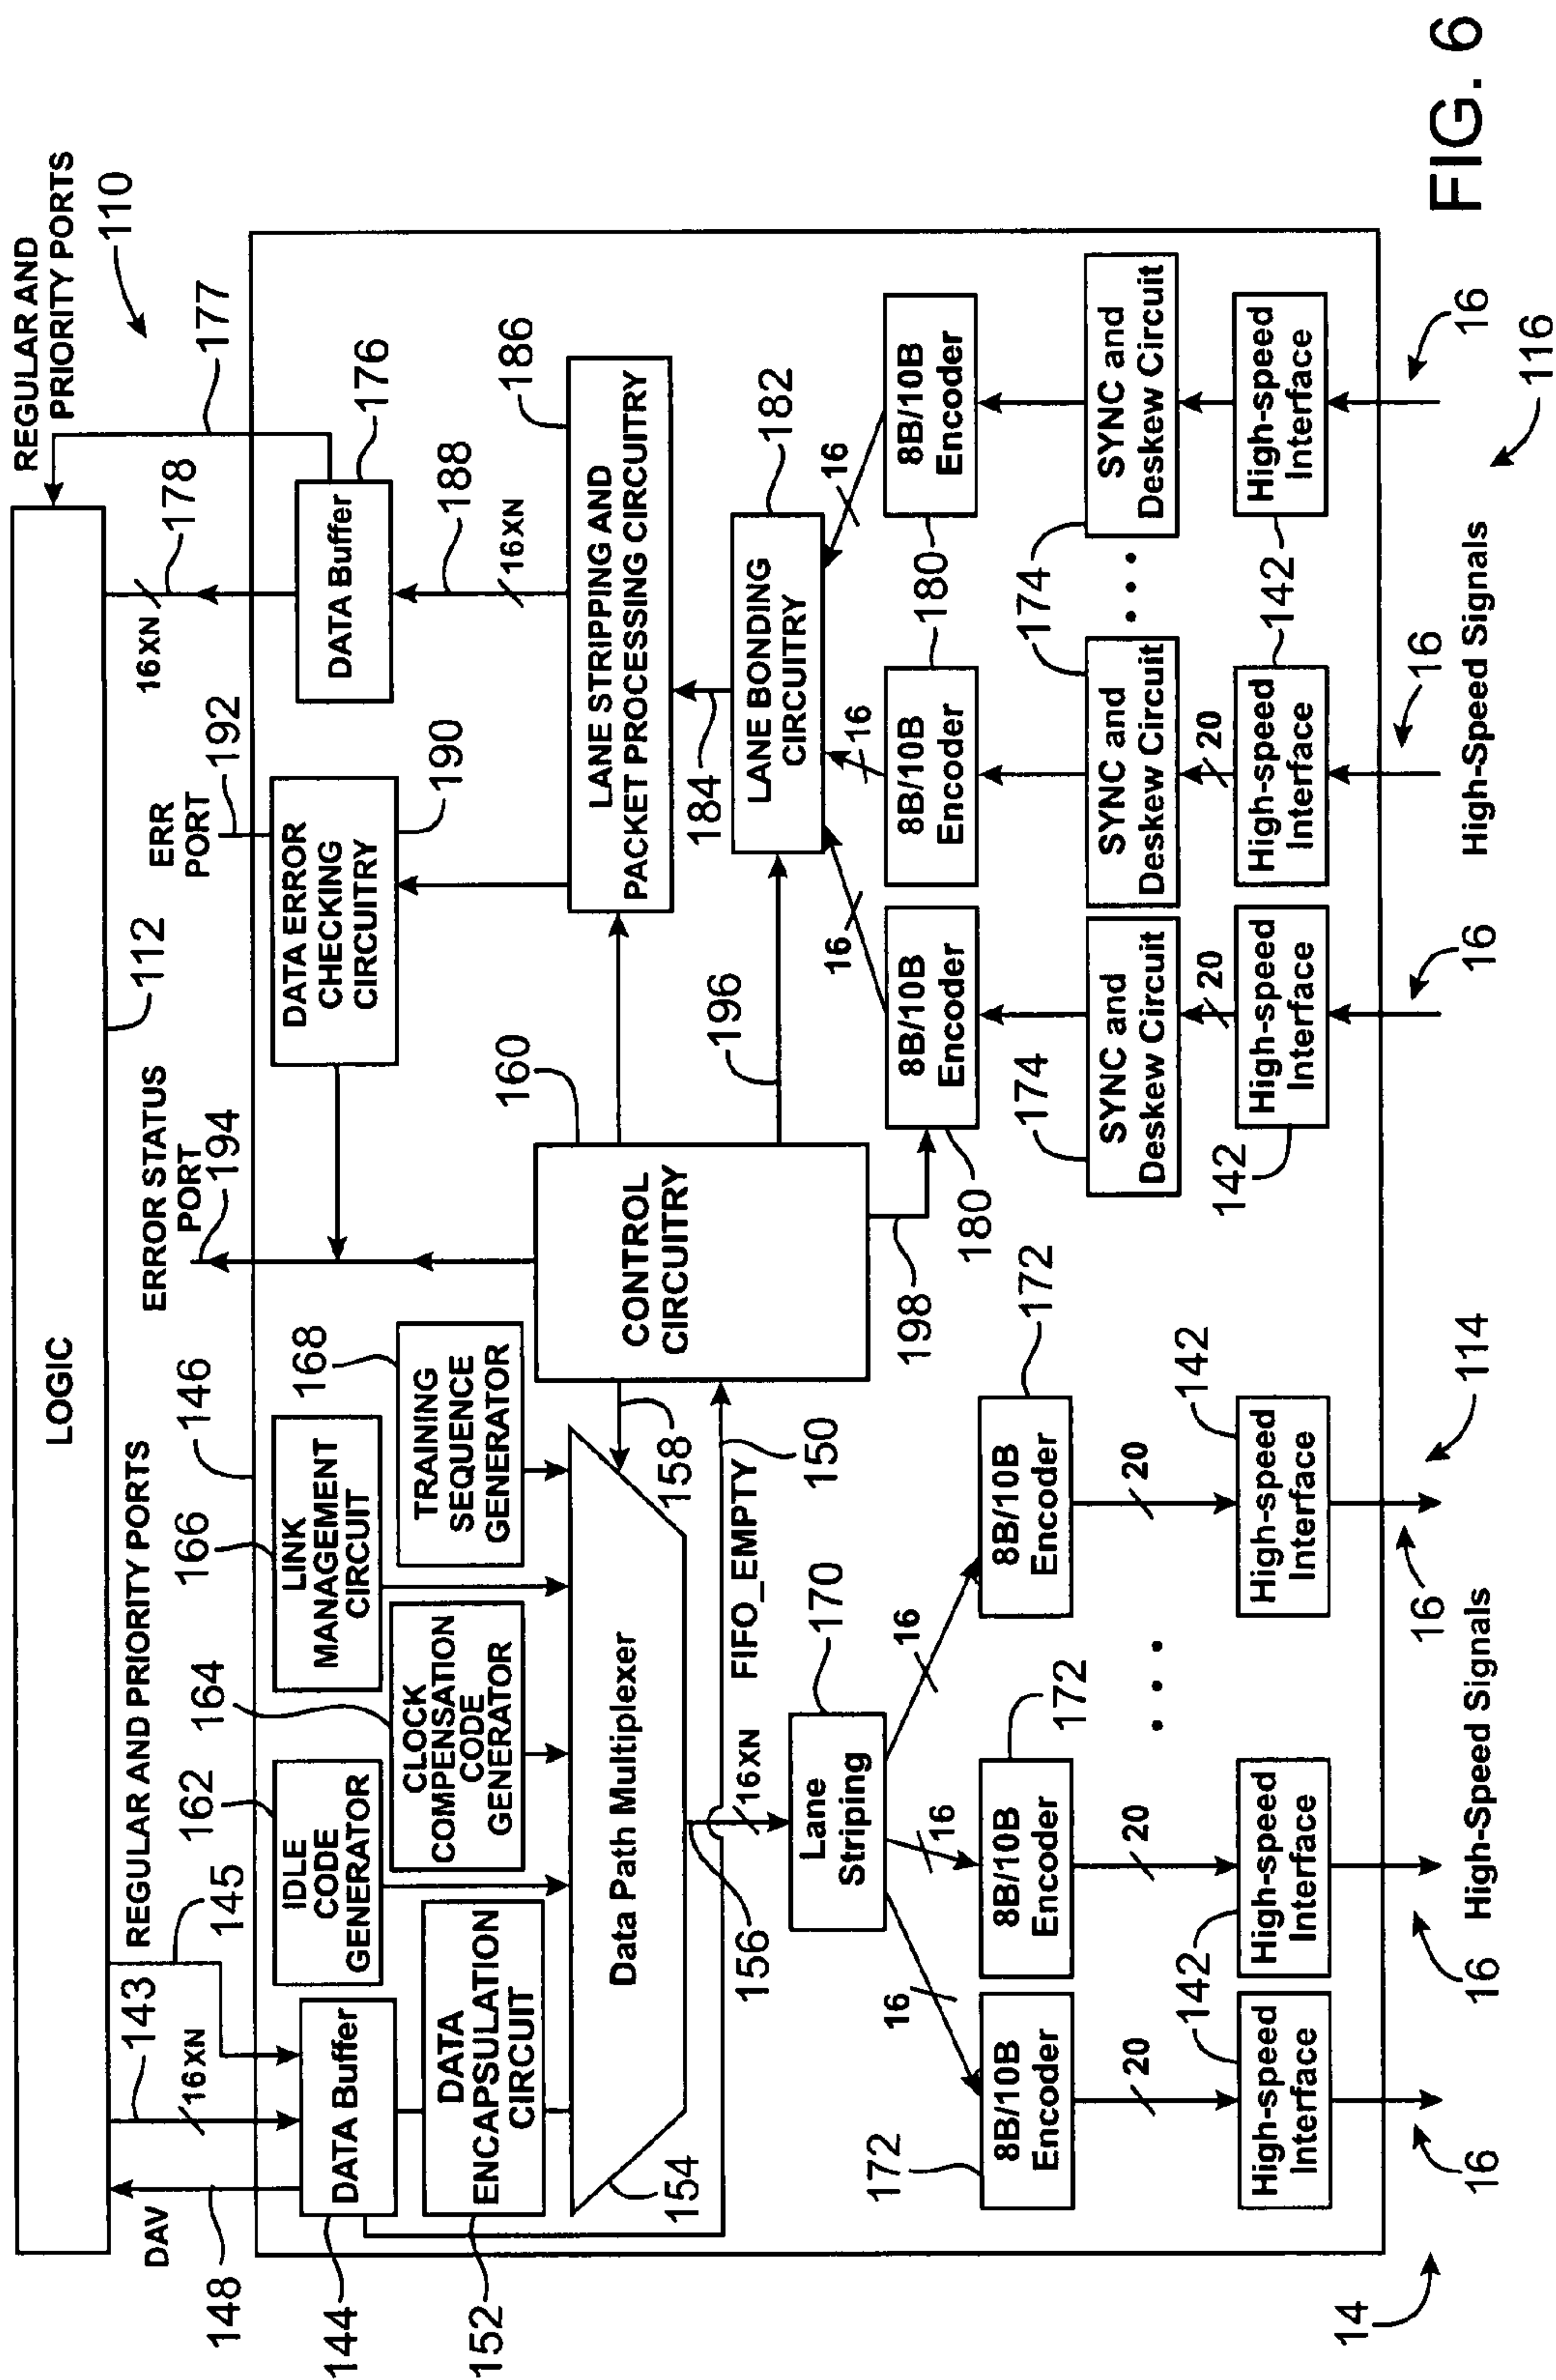 REGULAR AND
PRIORITY PORTS
110
177
LOGIC
112
178
16XN
DAV
148
143
16XN
145
REGULAR AND PRIORITY PORTS
146
ERROR STATUS
PORT
194
ERR
PORT
192
DATA Buffer
144
IDLE
CODE
GENERATOR
162
LINK
MANAGEMENT
CIRCUIT
166
DATA ERROR
CHECKING
CIRCUITRY
190
DATA Buffer
176
DATA
ENCAPSULATION
CIRCUIT
152
CLOCK
COMPENSATION
CODE
GENERATOR
164
TRAINING
SEQUENCE
GENERATOR
168
188
16XN
Data Path Multiplexer
154
158
CONTROL
CIRCUITRY
160
LANE STRIPPING AND
PACKET PROCESSING CIRCUITRY
186
156
16XN
FIFO_EMPTY
150
196
184
LANE BONDING
CIRCUITRY
182
Lane
Striping
170
198
16
16
16
16
16
16
8B/10B
Encoder
172
8B/10B
Encoder
172
8B/10B
Encoder
172
8B/10B
Encoder
180
8B/10B
Encoder
180
8B/10B
Encoder
180
20
20
20
SYNC and
Deskew Circuit
174
SYNC and
Deskew Circuit
174
SYNC and
Deskew Circuit
20
20
High-speed
Interface
High-speed
Interface
142
High-speed
Interface
142
High-speed
Interface
142
High-speed
Interface
142
High-speed
Interface
142
16
16
16
16
16
16
14
High-Speed Signals
114
High-Speed Signals
116
FIG. 6